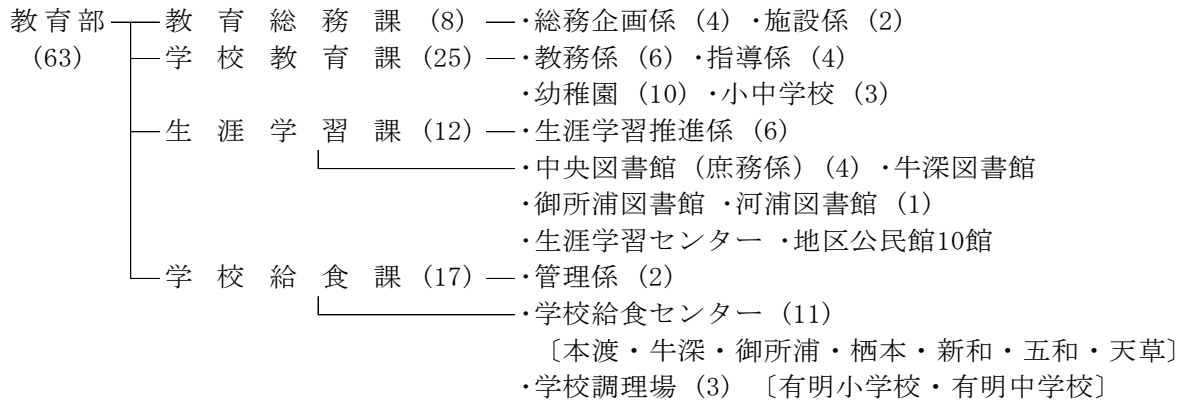 教育部 教育総務課 (8) ・総務企画係 (4) ・施設係 (2)
(63) 学校教育課 (25) ・教務係 (6) ・指導係 (4)
・幼稚園 (10) ・小中学校 (3)
生涯学習課 (12) ・生涯学習推進係 (6)
・中央図書館 (庶務係) (4) ・牛深図書館
・御所浦図書館 ・河浦図書館 (1)
・生涯学習センター ・地区公民館10館
学校給食課 (17) ・管理係 (2)
・学校給食センター (11)
〔本渡・牛深・御所浦・栖本・新和・五和・天草〕
・学校調理場 (3) 〔有明小学校・有明中学校〕